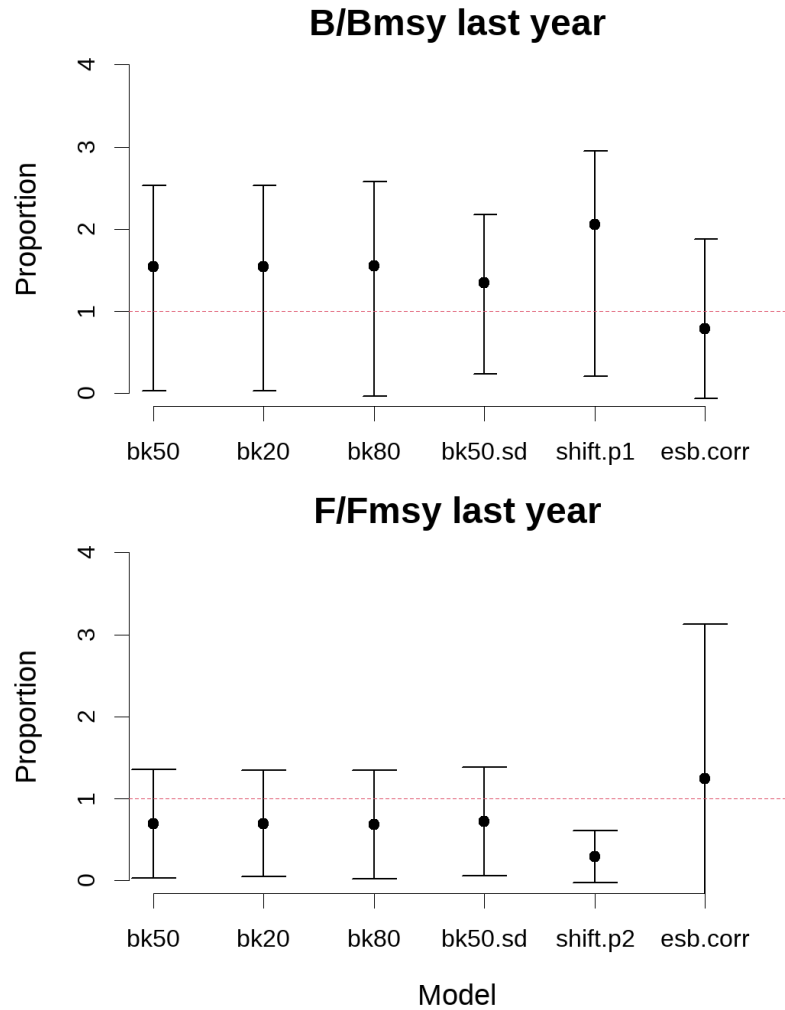 B/Bmsy last year
4
3
2
1
0
Proportion
bk50 bk20 bk80 bk50.sd shift.p1 esb.corr
F/Fmsy last year
4
3
2
1
0
Proportion
bk50 bk20 bk80 bk50.sd shift.p2 esb.corr
Model